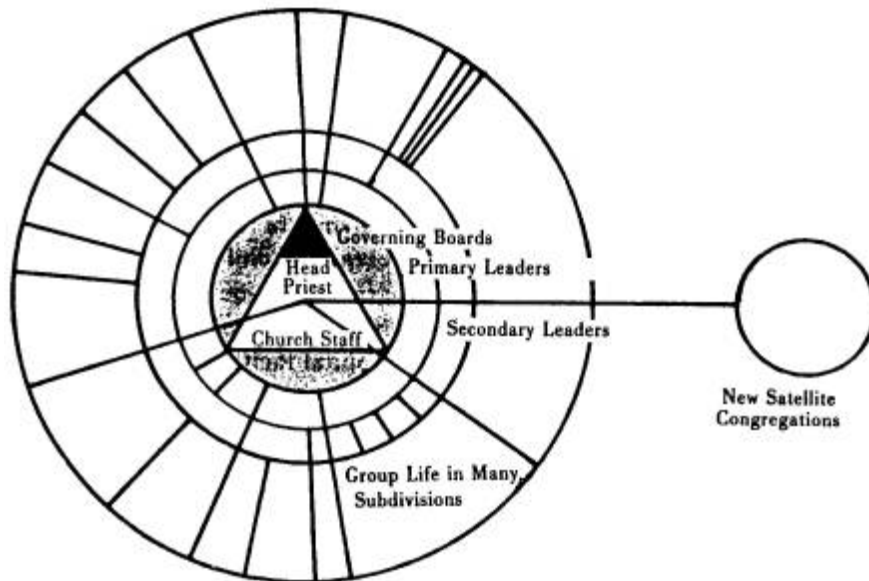 Governing Boards
Head
Priest
Primary Leaders
Church Staff
Secondary Leaders
New Satellite
Congregations
Group Life in Many
Subdivisions